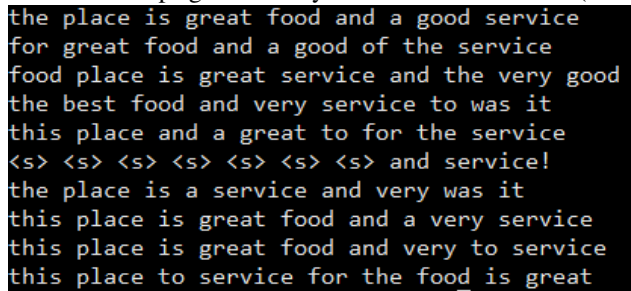 the place is great food and a good service
for great food and a good of the service
food place is great service and the very good
the best food and very service to was it
this place and a great to for the service
<s> <s> <s> <s> <s> <s> <s> and service!
the place is a service and very was it
this place is great food and a very service
this place is great food and very to service
this place to service for the food is great